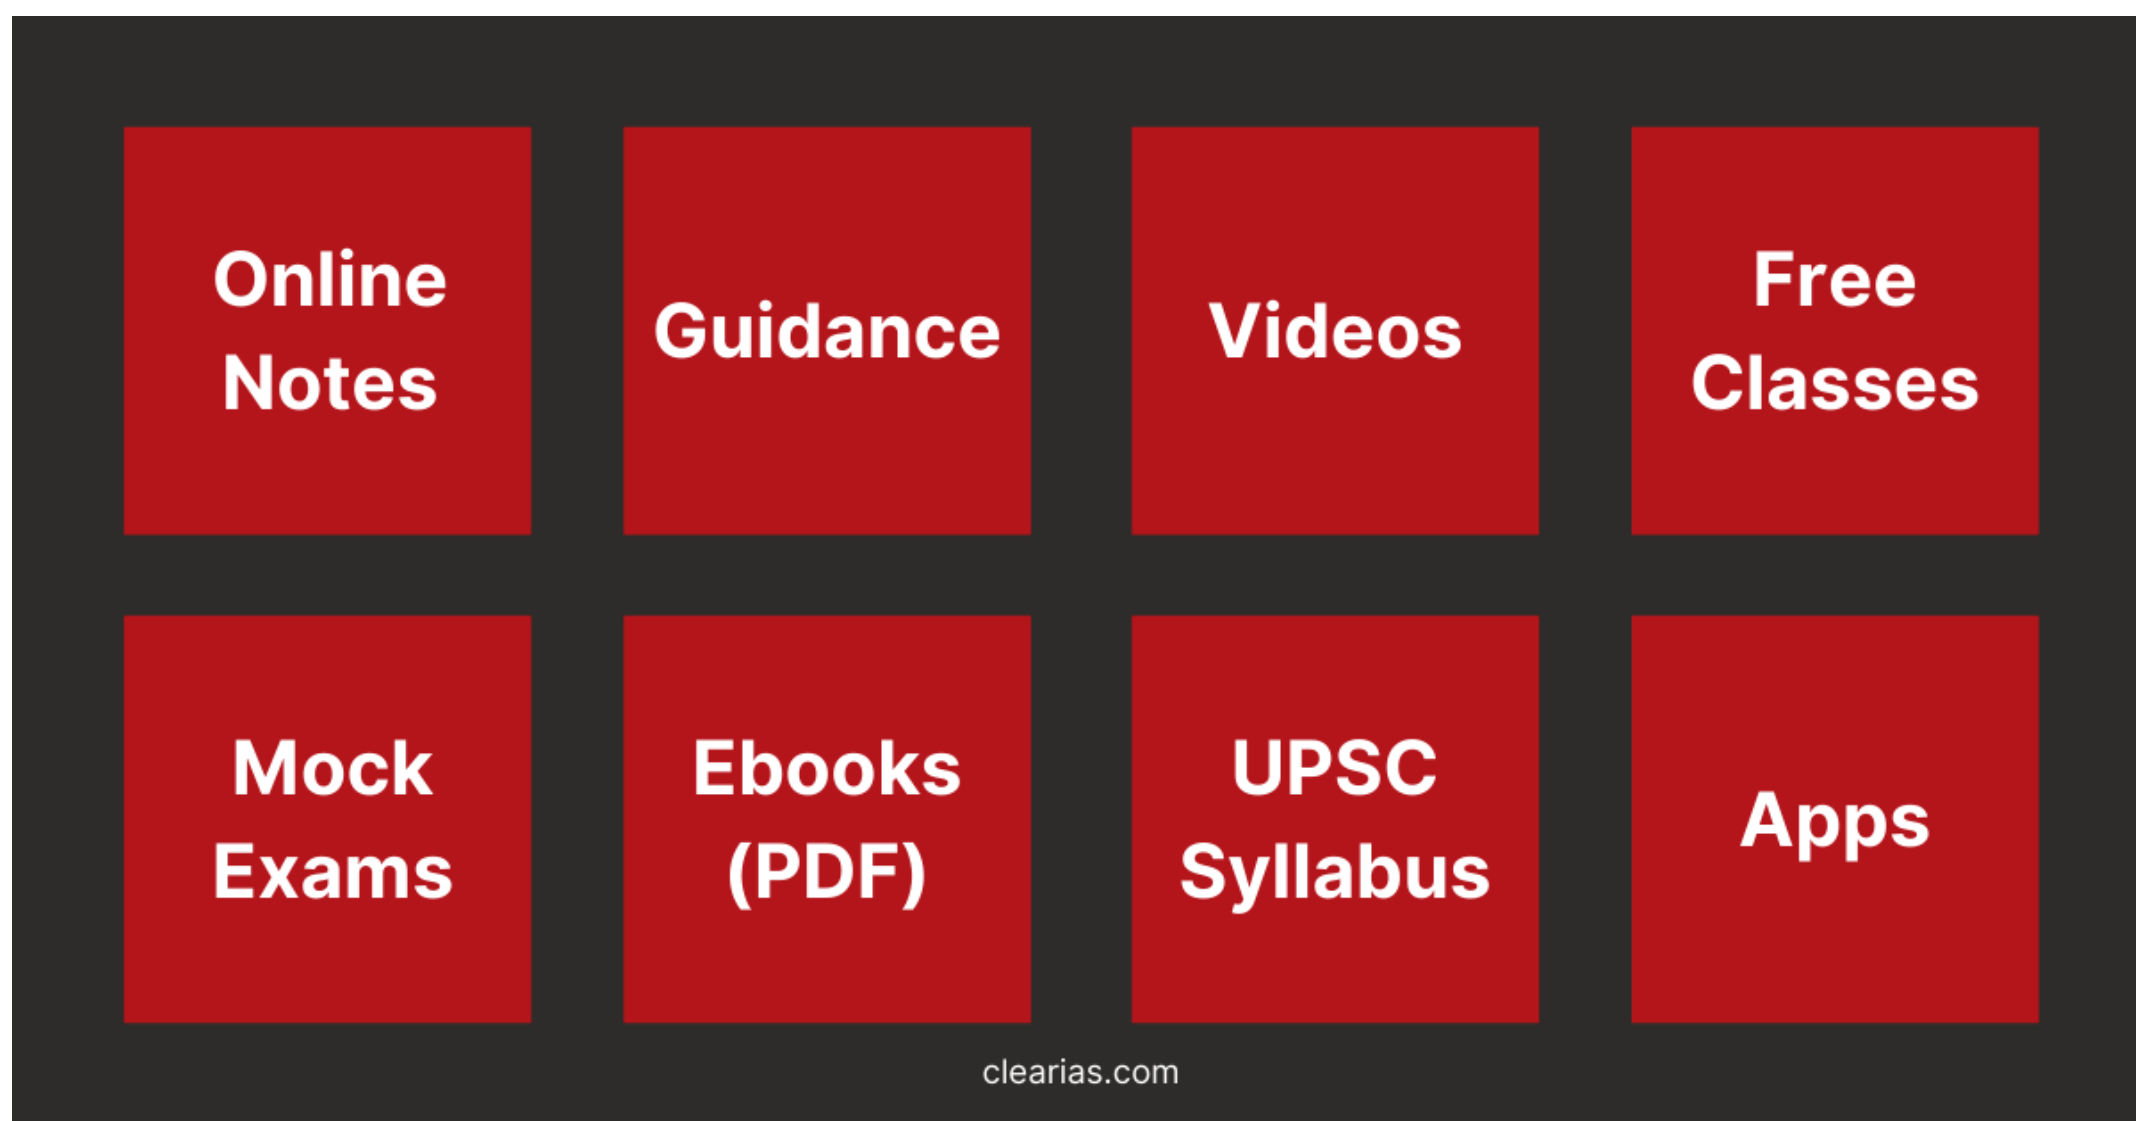 Online
Notes
Guidance
Videos
Free
Classes
Mock
Exams
Ebooks
(PDF)
UPSC
Syllabus
Apps
clearias.com